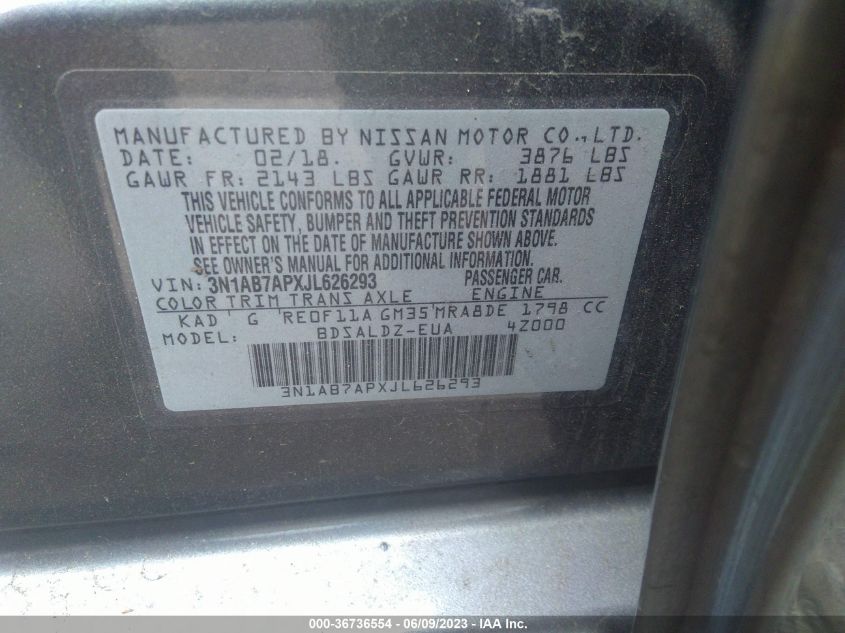 MANUFACTURED BY NISSAN MOTOR CO., LTD.
DATE: 02/18. GVWR: 3876 LBS
GAWR FR: 2143 LBS GAWR RR: 1881 LBS
THIS VEHICLE CONFORMS TO ALL APPLICABLE FEDERAL MOTOR
VEHICLE SAFETY, BUMPER AND THEFT PREVENTION STANDARDS
IN EFFECT ON THE DATE OF MANUFACTURE SHOWN ABOVE.
SEE OWNER'S MANUAL FOR ADDITIONAL INFORMATION.
VIN: 3N1AB7APXJL626293 PASSENGER CAR.
COLOR TRIM TRANS AXLE ENGINE
KAD G RE0F11A GM35 MRA8DE 1798 CC
MODEL: BDSALDZ-EUA 4Z000
3N1AB7APXJL626293
000-36736554 - 06/09/2023 - IAA Inc.